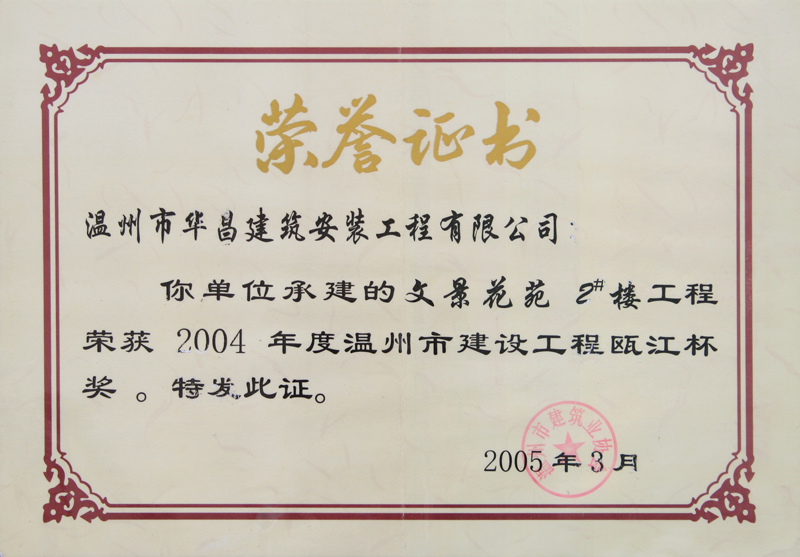 荣誉证书
温州市华昌建筑安装工程有限公司:
你单位承建的文景花苑 2#楼工程
荣获 2004 年度温州市建设工程瓯江杯
奖。特发此证。
温州市建筑业协会
2005 年 3 月